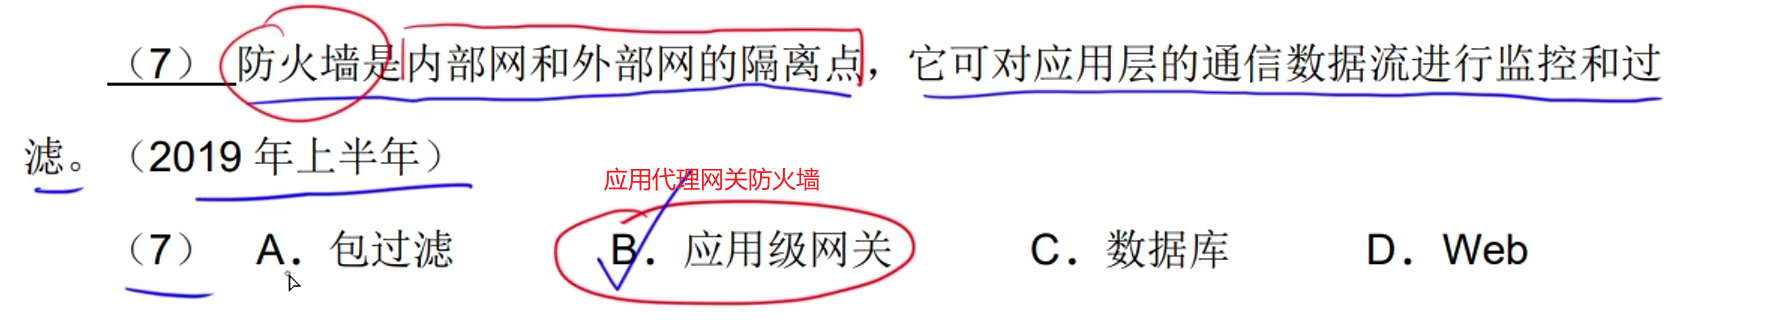 （7）防火墙是内部网和外部网的隔离点，它可对应用层的通信数据流进行监控和过
滤。（2019 年上半年）
应用代理网关防火墙
（7） A． 包过滤 B． 应用级网关 C． 数据库 D． Web